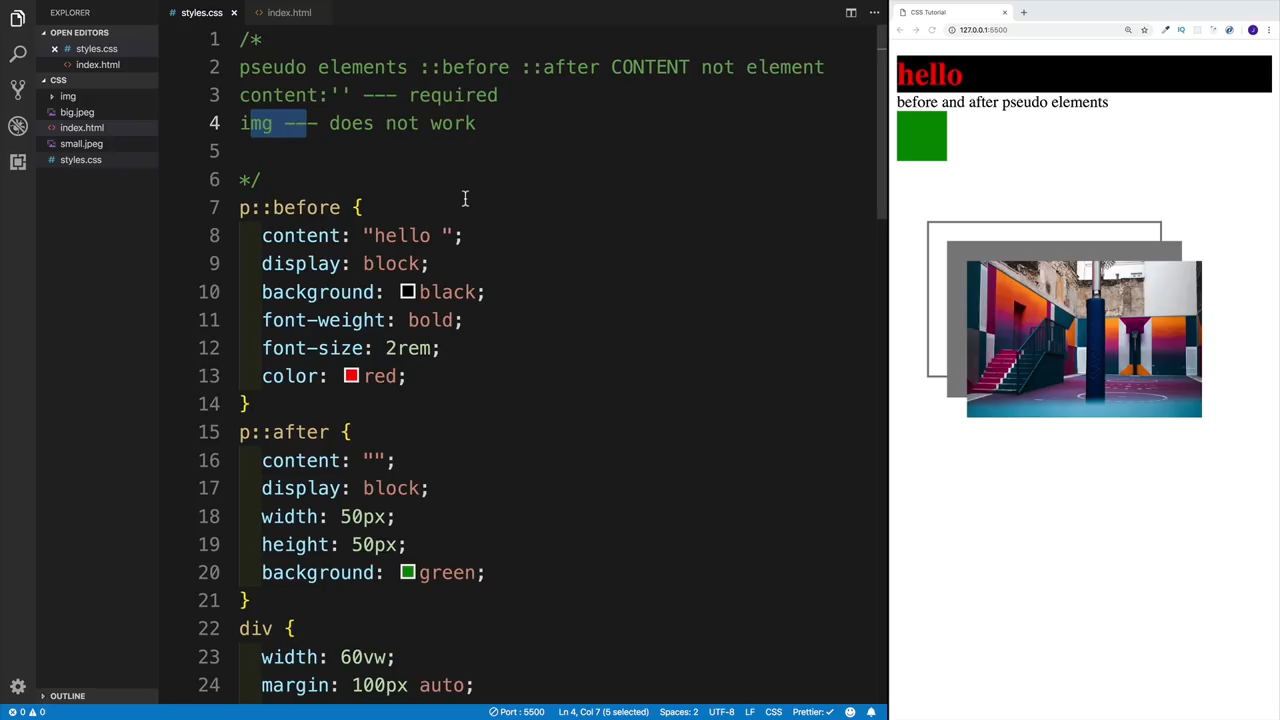 EXPLORER
OPEN EDITORS
styles.css
index.html
CSS
img
big.jpeg
index.html
small.jpeg
styles.css
OUTLINE
styles.css
index.html
1 /*
2 pseudo elements ::before ::after CONTENT not element
3 content:'' --- required
4 img --- does not work
5
6 */
7 p::before {
8 content: "hello ";
9 display: block;
10 background: black;
11 font-weight: bold;
12 font-size: 2rem;
13 color: red;
14 }
15 p::after {
16 content: "";
17 display: block;
18 width: 50px;
19 height: 50px;
20 background: green;
21 }
22 div {
23 width: 60vw;
24 margin: 100px auto;
0 0 Port : 5500 Ln 4, Col 7 (5 selected) Spaces: 2 UTF-8 LF CSS Prettier: ✓
CSS Tutorial
127.0.0.1:5500
IQ
J
hello
before and after pseudo elements